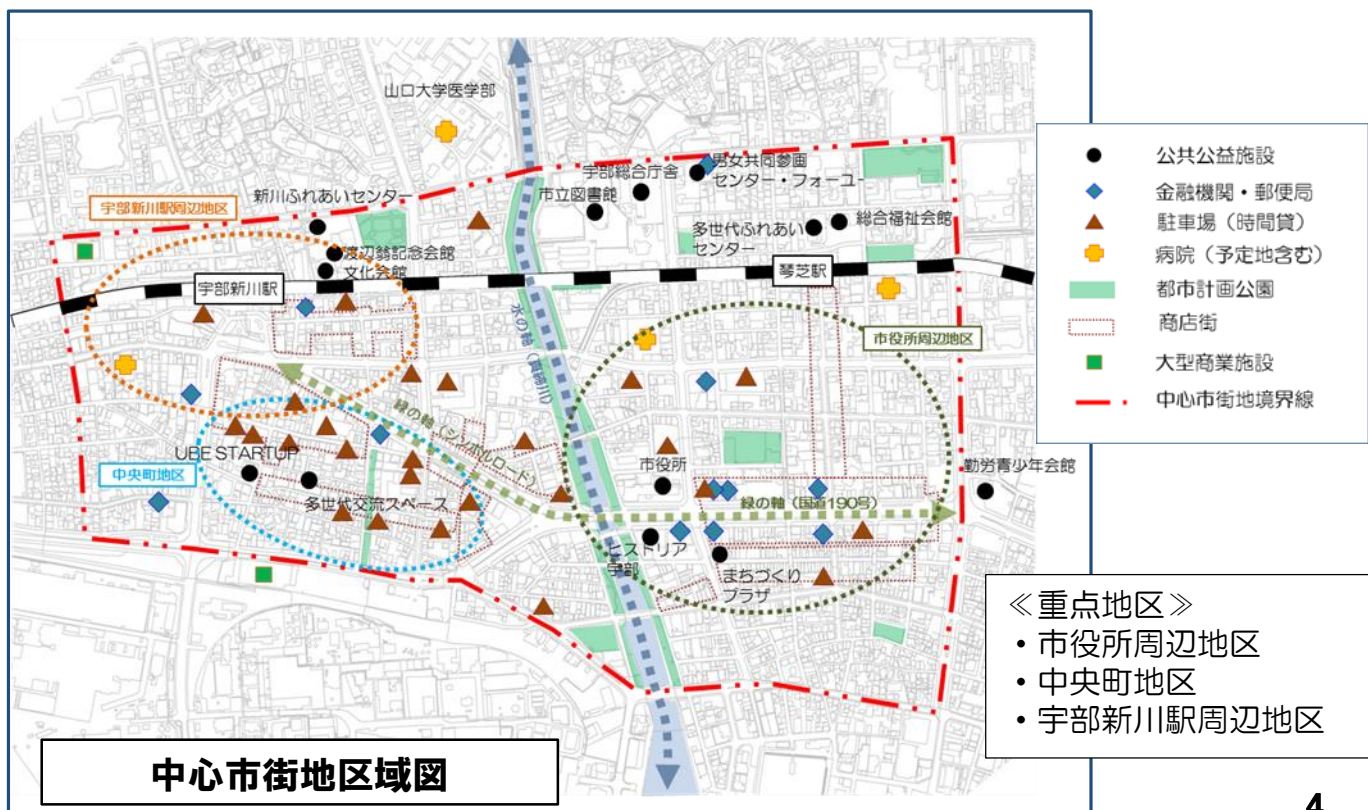 山口大学医学部
男女共同参画
センター・フォーユー
宇部総合庁舎
新川ふれあいセンター
市立図書館
宇部新川駅周辺地区
多世代ふれあい
センター
総合福祉会館
渡辺翁記念会館
文化会館
宇部新川駅
琴芝駅
水の軸(真締川)
市役所周辺地区
緑の軸(シンボルロード)
UBE STARTUP
市役所
勤労青少年会館
中央町地区
多世代交流スペース
緑の軸(国道190号)
ヒストリア
宇部
まちづくり
プラザ
中心市街地区域図
公共公益施設
金融機関・郵便局
駐車場(時間貸)
病院(予定地含む)
都市計画公園
商店街
大型商業施設
中心市街地境界線
≪重点地区≫
・市役所周辺地区
・中央町地区
・宇部新川駅周辺地区
4